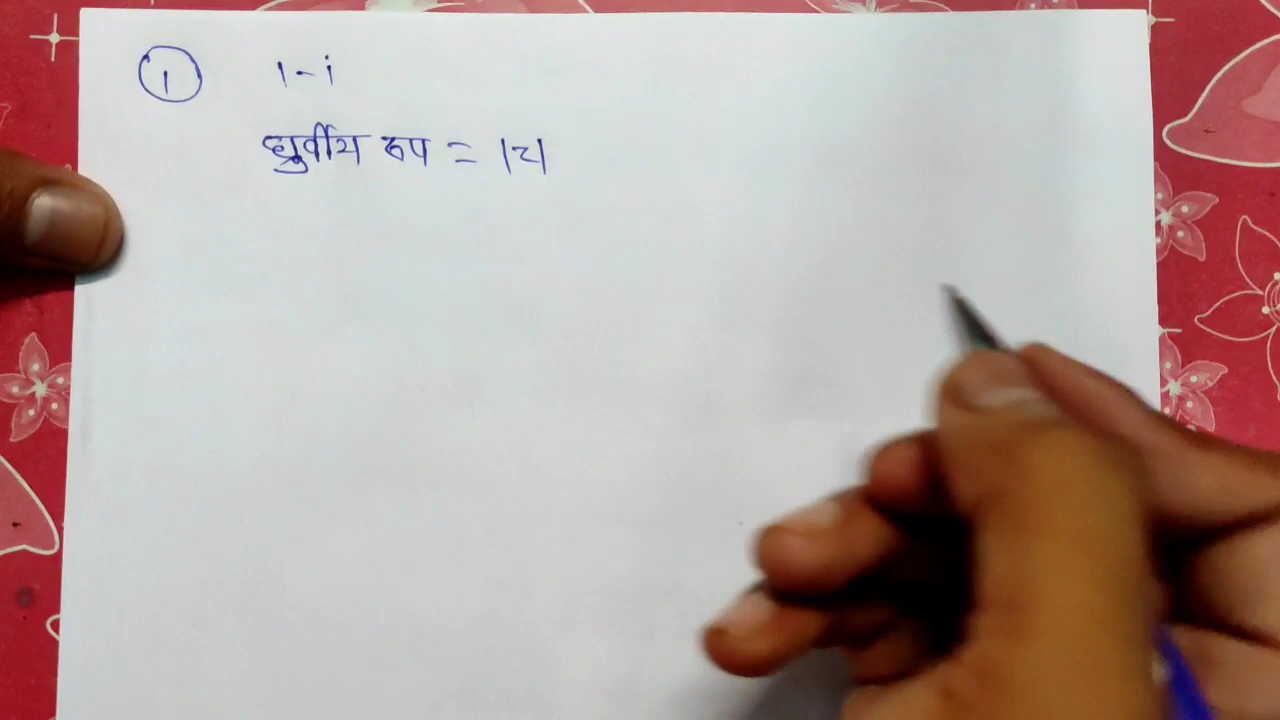 ① 1-i
ध्रुर्वीय रूप = |z|